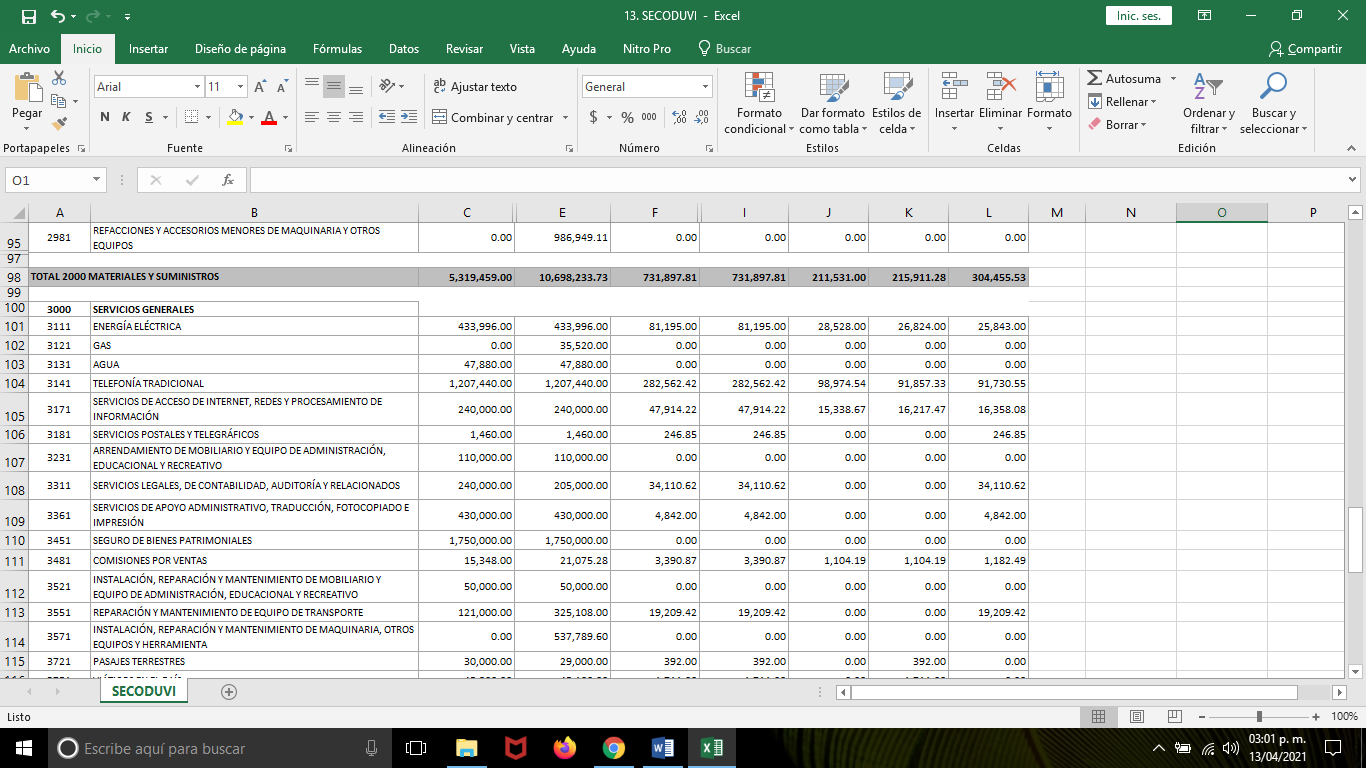 13. SECODUVI - Excel
Inic. ses.
Archivo Inicio Insertar Diseño de página Fórmulas Datos Revisar Vista Ayuda Nitro Pro Buscar Compartir
Pegar
Portapapeles
Arial 11
N K S
Fuente
Ajustar texto
Combinar y centrar
Alineación
General
$ % 000
Número
Formato condicional
Dar formato como tabla
Estilos de celda
Estilos
Insertar Eliminar Formato
Celdas
Autosuma
Rellenar
Borrar
Ordenar y filtrar
Buscar y seleccionar
Edición
O1
fx
A B C E F I J K L M N O P
95 2981 REFACCIONES Y ACCESORIOS MENORES DE MAQUINARIA Y OTROS EQUIPOS 0.00 986,949.11 0.00 0.00 0.00 0.00 0.00
97
98 TOTAL 2000 MATERIALES Y SUMINISTROS 5,319,459.00 10,698,233.73 731,897.81 731,897.81 211,531.00 215,911.28 304,455.53
99
100 3000 SERVICIOS GENERALES
101 3111 ENERGÍA ELÉCTRICA 433,996.00 433,996.00 81,195.00 81,195.00 28,528.00 26,824.00 25,843.00
102 3121 GAS 0.00 35,520.00 0.00 0.00 0.00 0.00 0.00
103 3131 AGUA 47,880.00 47,880.00 0.00 0.00 0.00 0.00 0.00
104 3141 TELEFONÍA TRADICIONAL 1,207,440.00 1,207,440.00 282,562.42 282,562.42 98,974.54 91,857.33 91,730.55
105 3171 SERVICIOS DE ACCESO DE INTERNET, REDES Y PROCESAMIENTO DE INFORMACIÓN 240,000.00 240,000.00 47,914.22 47,914.22 15,338.67 16,217.47 16,358.08
106 3181 SERVICIOS POSTALES Y TELEGRÁFICOS 1,460.00 1,460.00 246.85 246.85 0.00 0.00 246.85
107 3231 ARRENDAMIENTO DE MOBILIARIO Y EQUIPO DE ADMINISTRACIÓN, EDUCACIONAL Y RECREATIVO 110,000.00 110,000.00 0.00 0.00 0.00 0.00 0.00
108 3311 SERVICIOS LEGALES, DE CONTABILIDAD, AUDITORÍA Y RELACIONADOS 240,000.00 205,000.00 34,110.62 34,110.62 0.00 0.00 34,110.62
109 3361 SERVICIOS DE APOYO ADMINISTRATIVO, TRADUCCIÓN, FOTOCOPIADO E IMPRESIÓN 430,000.00 430,000.00 4,842.00 4,842.00 0.00 0.00 4,842.00
110 3451 SEGURO DE BIENES PATRIMONIALES 1,750,000.00 1,750,000.00 0.00 0.00 0.00 0.00 0.00
111 3481 COMISIONES POR VENTAS 15,348.00 21,075.28 3,390.87 3,390.87 1,104.19 1,104.19 1,182.49
112 3521 INSTALACIÓN, REPARACIÓN Y MANTENIMIENTO DE MOBILIARIO Y EQUIPO DE ADMINISTRACIÓN, EDUCACIONAL Y RECREATIVO 50,000.00 50,000.00 0.00 0.00 0.00 0.00 0.00
113 3551 REPARACIÓN Y MANTENIMIENTO DE EQUIPO DE TRANSPORTE 121,000.00 325,108.00 19,209.42 19,209.42 0.00 0.00 19,209.42
114 3571 INSTALACIÓN, REPARACIÓN Y MANTENIMIENTO DE MAQUINARIA, OTROS EQUIPOS Y HERRAMIENTA 0.00 537,789.60 0.00 0.00 0.00 0.00 0.00
115 3721 PASAJES TERRESTRES 30,000.00 29,000.00 392.00 392.00 0.00 392.00 0.00
SECODUVI
Listo
100%
Escribe aquí para buscar
03:01 p. m.
13/04/2021